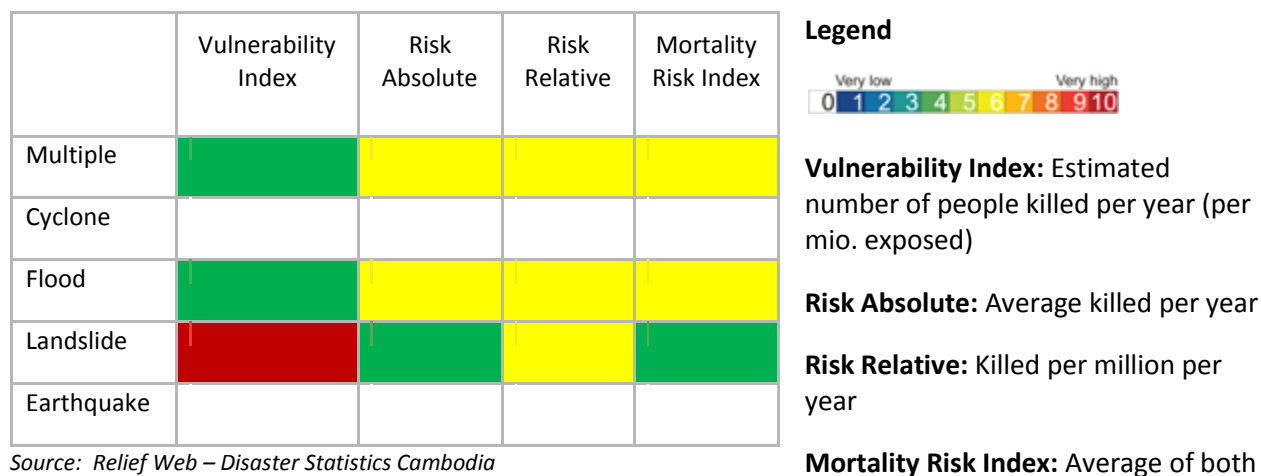 Vulnerability Index
Risk Absolute
Risk Relative
Mortality Risk Index
Multiple
Cyclone
Flood
Landslide
Earthquake
Source: Relief Web – Disaster Statistics Cambodia
Legend
Very low Very high
0 1 2 3 4 5 6 7 8 9 10
Vulnerability Index: Estimated
number of people killed per year (per
mio. exposed)
Risk Absolute: Average killed per year
Risk Relative: Killed per million per
year
Mortality Risk Index: Average of both